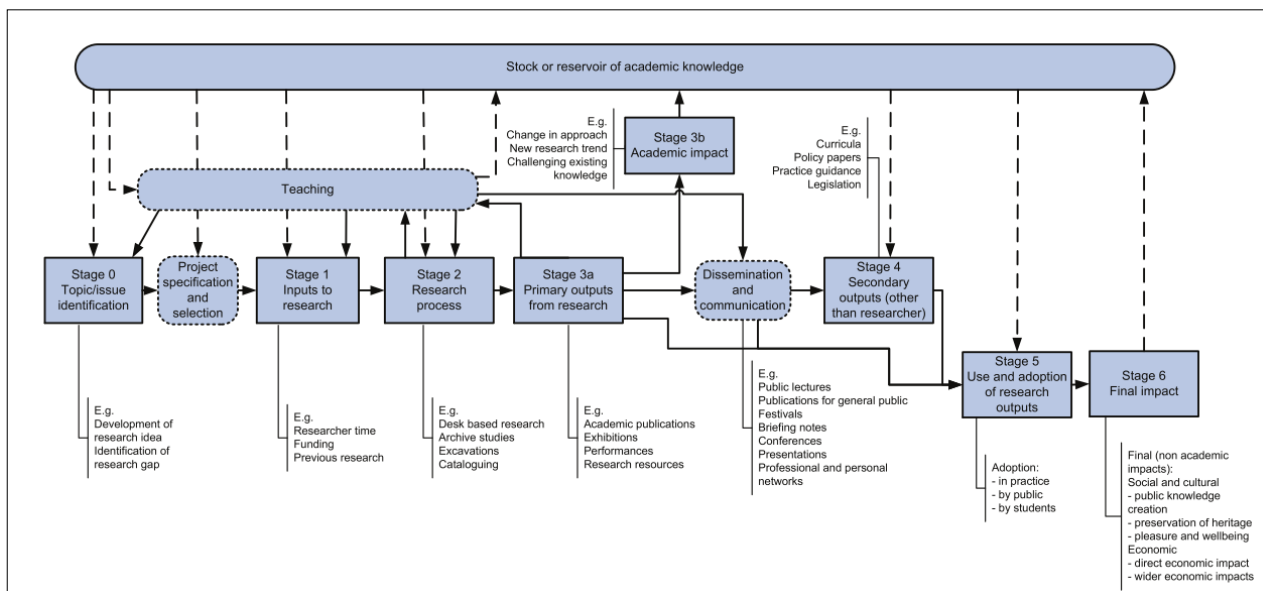 Stock or reservoir of academic knowledge
E.g.
Change in approach
New research trend
Challenging existing
knowledge
Stage 3b
Academic impact
E.g.
Curricula
Policy papers
Practice guidance
Legislation
Teaching
Stage 0
Topic/issue
identification
Project
specification
and
selection
Stage 1
Inputs to
research
Stage 2
Research
process
Stage 3a
Primary outputs
from research
Dissemination
and
communication
Stage 4
Secondary
outputs (other
than researcher)
Stage 5
Use and adoption
of research
outputs
Stage 6
Final impact
E.g.
Development of
research idea
Identification of
research gap
E.g.
Researcher time
Funding
Previous research
E.g.
Desk based research
Archive studies
Excavations
Cataloguing
E.g.
Academic publications
Exhibitions
Performances
Research resources
E.g.
Public lectures
Publications for general public
Festivals
Briefing notes
Conferences
Presentations
Professional and personal
networks
Adoption:
- in practice
- by public
- by students
Final (non academic
impacts):
Social and cultural
- public knowledge
creation
- preservation of heritage
- pleasure and wellbeing
Economic
- direct economic impact
- wider economic impacts